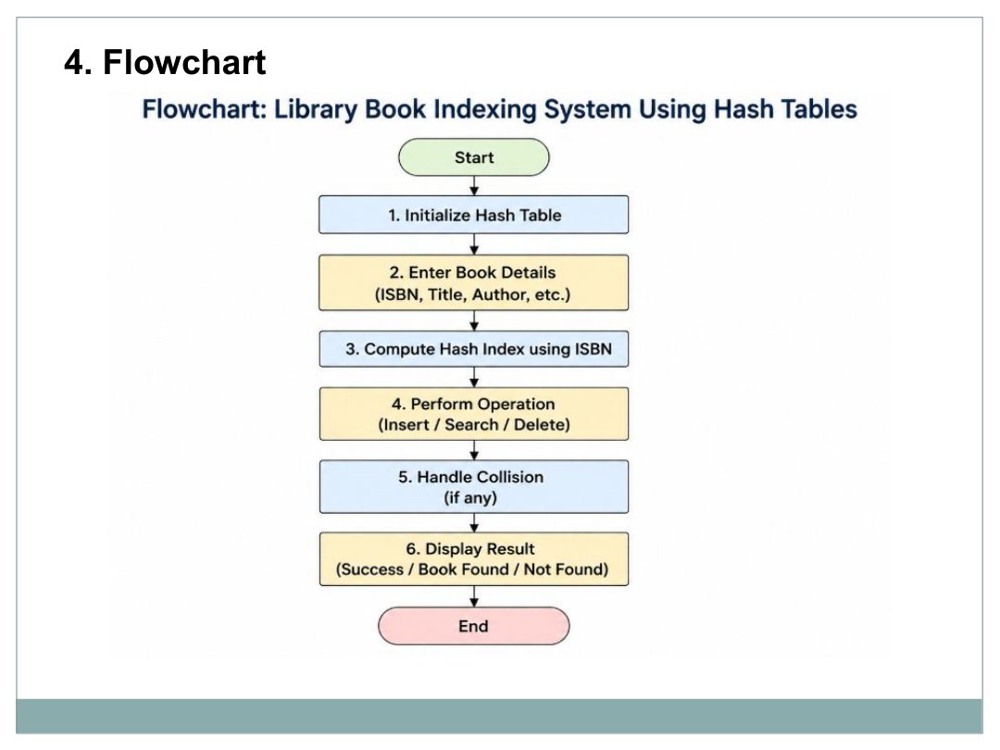 4. Flowchart
Flowchart: Library Book Indexing System Using Hash Tables
Start
1. Initialize Hash Table
2. Enter Book Details
(ISBN, Title, Author, etc.)
3. Compute Hash Index using ISBN
4. Perform Operation
(Insert / Search / Delete)
5. Handle Collision
(if any)
6. Display Result
(Success / Book Found / Not Found)
End